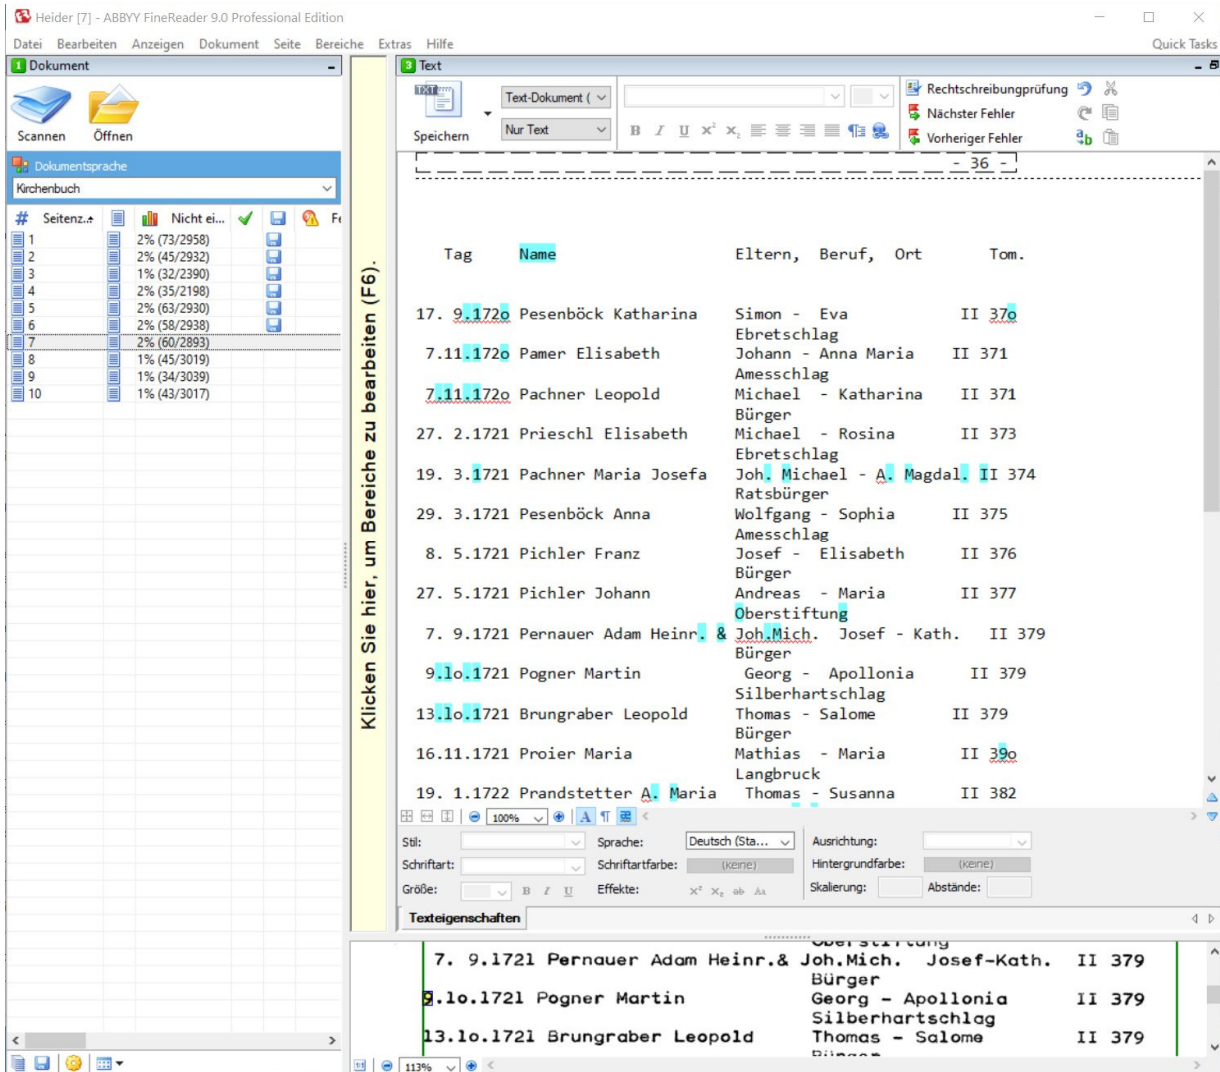 Heider [7] - ABBYY FineReader 9.0 Professional Edition
Datei Bearbeiten Anzeigen Dokument Seite Bereiche Extras Hilfe Quick Tasks
1 Dokument
Scannen Öffnen
Dokumentsprache
Kirchenbuch
# Seitenz.. Nicht ei... Fe
1 2% (73/2958)
2 2% (45/2932)
3 1% (32/2390)
4 2% (35/2198)
5 2% (63/2930)
6 2% (58/2938)
7 2% (60/2893)
8 1% (45/3019)
9 1% (34/3039)
10 1% (43/3017)
Klicken Sie hier, um Bereiche zu bearbeiten (F6).
3 Text
TXT
Speichern
Text-Dokument (
Nur Text
B I U x² x₂
Rechtschreibungprüfung
Nächster Fehler
Vorheriger Fehler
- 36 -
Tag Name Eltern, Beruf, Ort Tom.
17. 9.172o Pesenböck Katharina Simon - Eva II 37o
Ebretschlag
7.11.172o Pamer Elisabeth Johann - Anna Maria II 371
Amesschlag
7.11.172o Pachner Leopold Michael - Katharina II 371
Bürger
27. 2.1721 Prieschl Elisabeth Michael - Rosina II 373
Ebretschlag
19. 3.1721 Pachner Maria Josefa Joh. Michael - A. Magdal. II 374
Ratsbürger
29. 3.1721 Pesenböck Anna Wolfgang - Sophia II 375
Amesschlag
8. 5.1721 Pichler Franz Josef - Elisabeth II 376
Bürger
27. 5.1721 Pichler Johann Andreas - Maria II 377
Oberstiftung
7. 9.1721 Pernauer Adam Heinr. & Joh.Mich. Josef - Kath. II 379
Bürger
9.lo.1721 Pogner Martin Georg - Apollonia II 379
Silberhartschlag
13.lo.1721 Brungraber Leopold Thomas - Salome II 379
Bürger
16.11.1721 Proier Maria Mathias - Maria II 39o
Langbruck
19. 1.1722 Prandstetter A. Maria Thomas - Susanna II 382
100%
Stil: Sprache: Deutsch (Sta... Ausrichtung:
Schriftart: Schriftartfarbe: (keine) Hintergrundfarbe: (keine)
Größe: B I U Effekte: X² X₂ ab Aa Skalierung: Abstände:
Texteigenschaften
Oberstiftung
7. 9.1721 Pernauer Adam Heinr.& Joh.Mich. Josef-Kath. II 379
Bürger
9.lo.1721 Pogner Martin Georg - Apollonia II 379
Silberhartschlag
13.lo.1721 Brungraber Leopold Thomas - Salome II 379
Bürger
113%